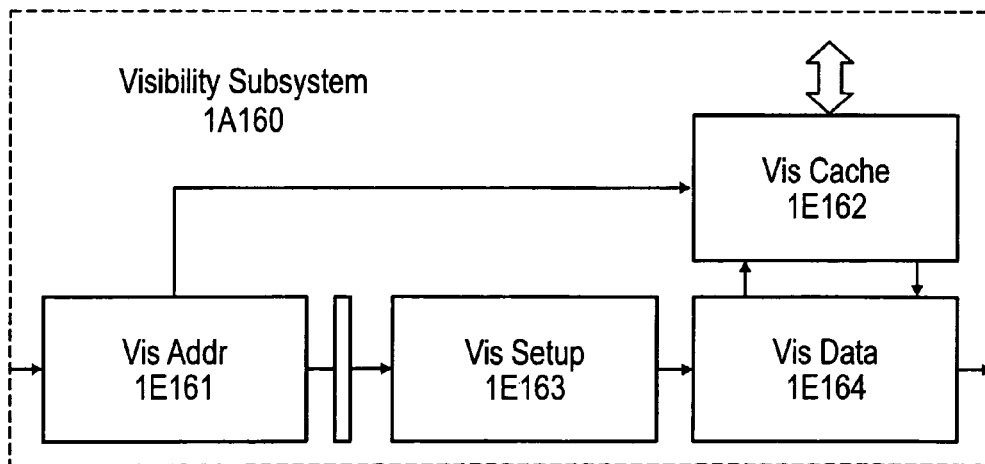 Visibility Subsystem
1A160
Vis Cache
1E162
Vis Addr
1E161
Vis Setup
1E163
Vis Data
1E164